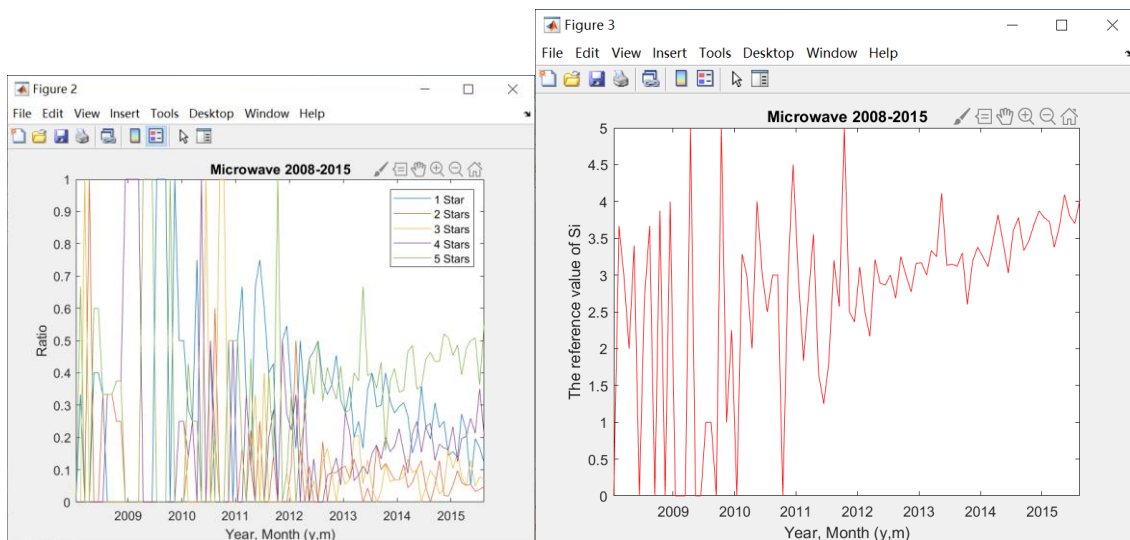 Figure 2
File Edit View Insert Tools Desktop Window Help
Microwave 2008-2015
1
0.9
0.8
0.7
0.6
0.5
0.4
0.3
0.2
0.1
0
Ratio
1 Star
2 Stars
3 Stars
4 Stars
5 Stars
2009 2010 2011 2012 2013 2014 2015
Year, Month (y,m)
Figure 3
File Edit View Insert Tools Desktop Window Help
Microwave 2008-2015
5
4.5
4
3.5
3
2.5
2
1.5
1
0.5
0
The reference value of Si
2009 2010 2011 2012 2013 2014 2015
Year, Month (y,m)